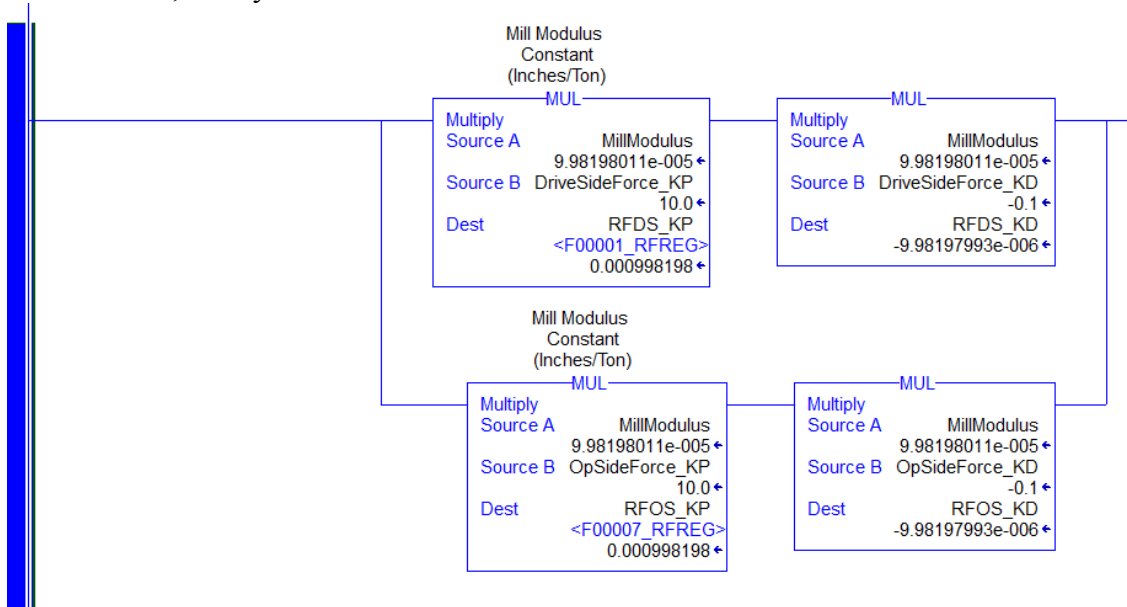 Mill Modulus
Constant
(Inches/Ton)
MUL
Multiply
Source A MillModulus
9.98198011e-005
Source B DriveSideForce_KP
10.0
Dest RFDS_KP
<F00001_RFREG>
0.000998198
MUL
Multiply
Source A MillModulus
9.98198011e-005
Source B DriveSideForce_KD
-0.1
Dest RFDS_KD
-9.98197993e-006
Mill Modulus
Constant
(Inches/Ton)
MUL
Multiply
Source A MillModulus
9.98198011e-005
Source B OpSideForce_KP
10.0
Dest RFOS_KP
<F00007_RFREG>
0.000998198
MUL
Multiply
Source A MillModulus
9.98198011e-005
Source B OpSideForce_KD
-0.1
Dest RFOS_KD
-9.98197993e-006